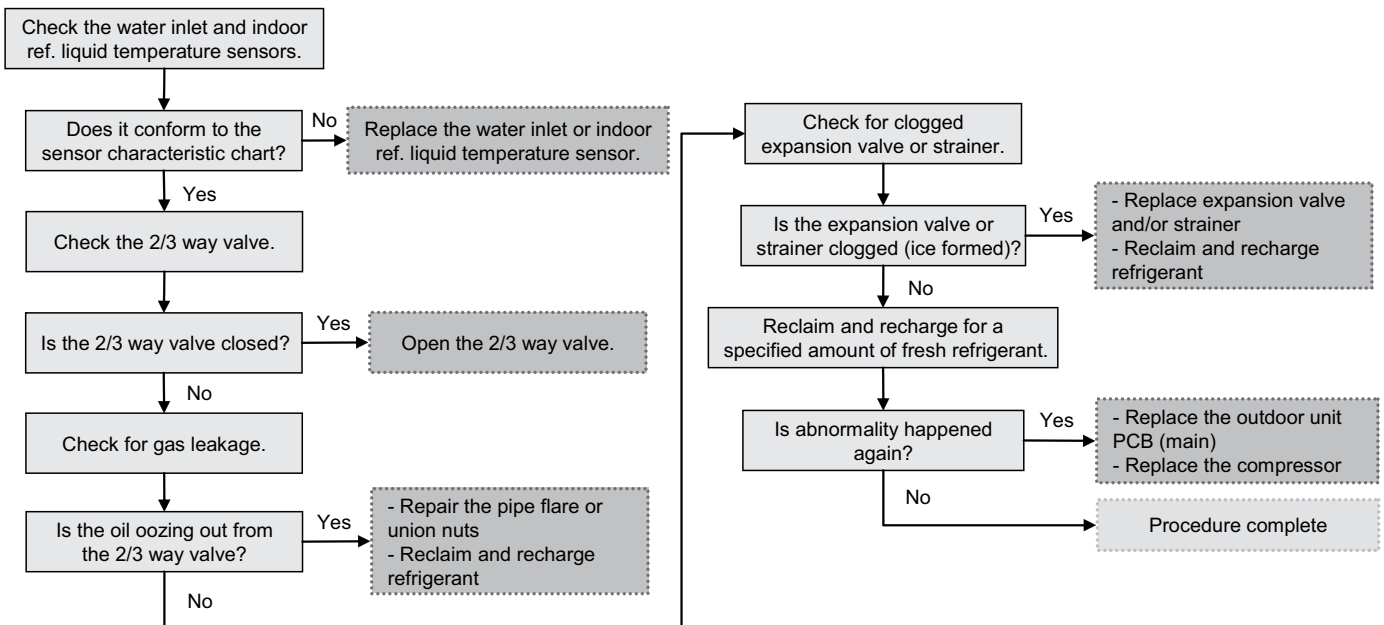 Check the water inlet and indoor
ref. liquid temperature sensors.
Does it conform to the
sensor characteristic chart?
No
Replace the water inlet or indoor
ref. liquid temperature sensor.
Yes
Check the 2/3 way valve.
Is the 2/3 way valve closed?
Yes
Open the 2/3 way valve.
No
Check for gas leakage.
Is the oil oozing out from
the 2/3 way valve?
Yes
- Repair the pipe flare or
union nuts
- Reclaim and recharge
refrigerant
No
Check for clogged
expansion valve or strainer.
Is the expansion valve or
strainer clogged (ice formed)?
Yes
- Replace expansion valve
and/or strainer
- Reclaim and recharge
refrigerant
No
Reclaim and recharge for a
specified amount of fresh refrigerant.
Is abnormality happened
again?
Yes
- Replace the outdoor unit
PCB (main)
- Replace the compressor
No
Procedure complete